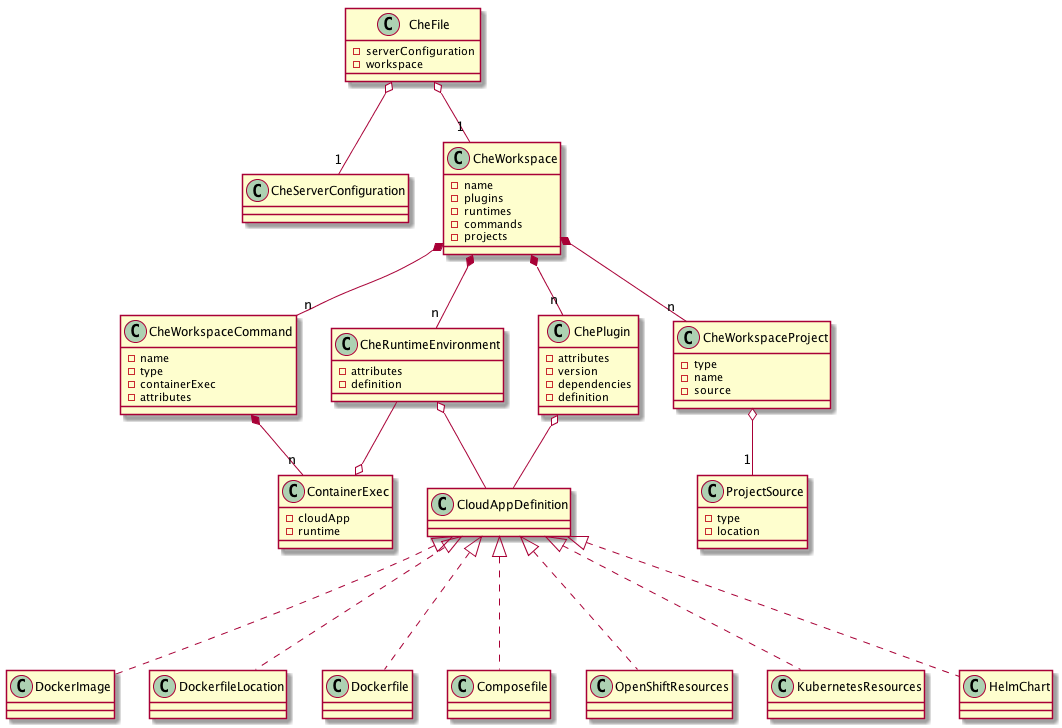 C CheFile
serverConfiguration
workspace
1
1
C CheServerConfiguration
C CheWorkspace
name
plugins
runtimes
commands
projects
n
n
n
n
C CheWorkspaceCommand
name
type
containerExec
attributes
C CheRuntimeEnvironment
attributes
definition
C ChePlugin
attributes
version
dependencies
definition
C CheWorkspaceProject
type
name
source
n
1
C ContainerExec
cloudApp
runtime
C CloudAppDefinition
C ProjectSource
type
location
C DockerImage
C DockerfileLocation
C Dockerfile
C Composefile
C OpenShiftResources
C KubernetesResources
C HelmChart